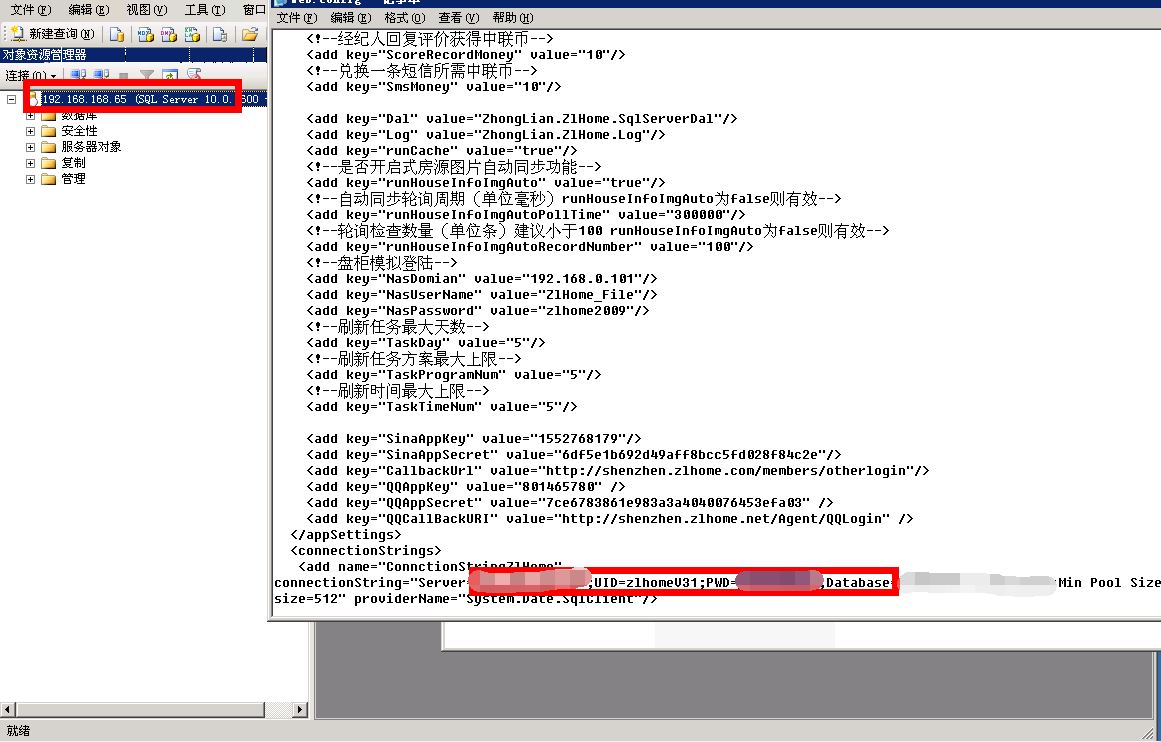 文件(F) 编辑(E) 视图(V) 工具(T) 窗口
新建查询(N)
对象资源管理器
连接(O)
192.168.168.65 (SQL Server 10.0. 600
数据库
安全性
服务器对象
复制
管理
就绪
文件(F) 编辑(E) 格式(O) 查看(V) 帮助(H)
<!--经纪人回复评价获得中联币-->
<add key="ScoreRecordMoney" value="10"/>
<!--兑换一条短信所需中联币-->
<add key="SmsMoney" value="10"/>
<add key="Dal" value="ZhongLian.ZlHome.SqlServerDal"/>
<add key="Log" value="ZhongLian.ZlHome.Log"/>
<add key="runCache" value="true"/>
<!--是否开启式房源图片自动同步功能-->
<add key="runHouseInfoImgAuto" value="true"/>
<!--自动同步轮询周期（单位毫秒）runHouseInfoImgAuto为false则有效-->
<add key="runHouseInfoImgAutoPollTime" value="300000"/>
<!--轮询检查数量（单位条）建议小于100 runHouseInfoImgAuto为false则有效-->
<add key="runHouseInfoImgAutoRecordNumber" value="100"/>
<!--盘柜模拟登陆-->
<add key="NasDomian" value="192.168.0.101"/>
<add key="NasUserName" value="ZlHome_File"/>
<add key="NasPassword" value="zlhome2009"/>
<!--刷新任务最大天数-->
<add key="TaskDay" value="5"/>
<!--刷新任务方案最大上限-->
<add key="TaskProgramNum" value="5"/>
<!--刷新时间最大上限-->
<add key="TaskTimeNum" value="5"/>
<add key="SinaAppKey" value="1552768179"/>
<add key="SinaAppSecret" value="6df5e1b692d49aff8bcc5fd028f84c2e"/>
<add key="CallbackUrl" value="http://shenzhen.zlhome.com/members/otherlogin"/>
<add key="QQAppKey" value="801465780" />
<add key="QQAppSecret" value="7ce6783861e983a3a4040076453efa03" />
<add key="QQCallBackURI" value="http://shenzhen.zlhome.net/Agent/QQLogin" />
</appSettings>
<connectionStrings>
<add name="ConnctionStringZlHome"
connectionString="Server= ;UID=zlhomeV31;PWD= ;Database= ;Min Pool Size
size=512" providerName="System.Date.SqlClient"/>